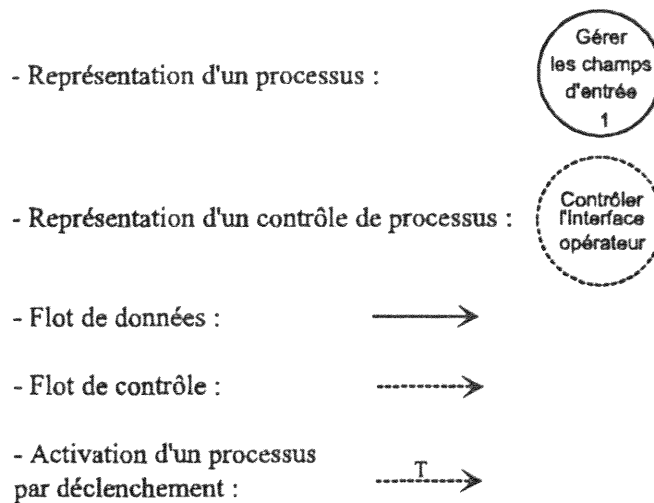 - Représentation d'un processus :
Gérer
les champs
d'entrée
1
- Représentation d'un contrôle de processus :
Contrôler
l'Interface
opérateur
- Flot de données :
- Flot de contrôle :
- Activation d'un processus
par déclenchement :
T